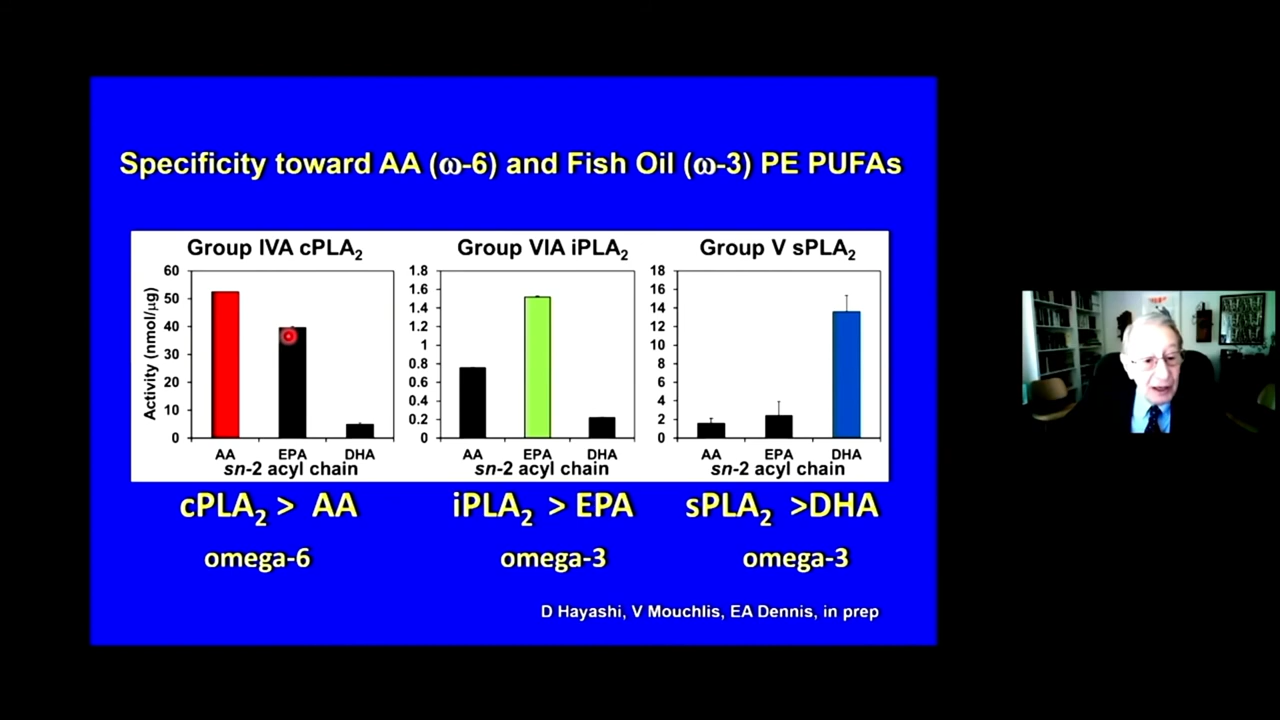 Specificity toward AA (ω-6) and Fish Oil (ω-3) PE PUFAs
Group IVA cPLA2
Activity (nmol/μg)
60
50
40
30
20
10
0
AA EPA DHA
sn-2 acyl chain
Group VIA iPLA2
1.8
1.6
1.4
1.2
1
0.8
0.6
0.4
0.2
0
AA EPA DHA
sn-2 acyl chain
Group V sPLA2
18
16
14
12
10
8
6
4
2
0
AA EPA DHA
sn-2 acyl chain
cPLA2 > AA
omega-6
iPLA2 > EPA
omega-3
sPLA2 >DHA
omega-3
D Hayashi, V Mouchlis, EA Dennis, in prep